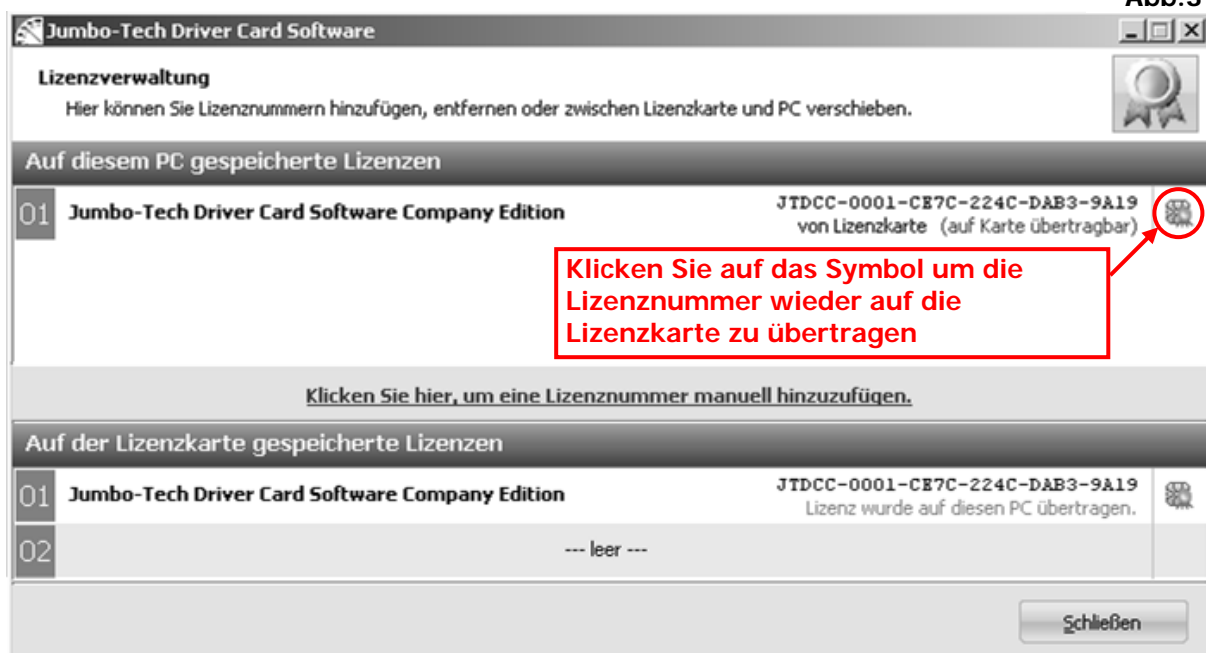 Abb.3
Jumbo-Tech Driver Card Software
Lizenzverwaltung
Hier können Sie Lizenznummern hinzufügen, entfernen oder zwischen Lizenzkarte und PC verschieben.
Auf diesem PC gespeicherte Lizenzen
01 Jumbo-Tech Driver Card Software Company Edition JTDCC-0001-CE7C-224C-DAB3-9A19
von Lizenzkarte (auf Karte übertragbar)
Klicken Sie auf das Symbol um die
Lizenznummer wieder auf die
Lizenzkarte zu übertragen
Klicken Sie hier, um eine Lizenznummer manuell hinzuzufügen.
Auf der Lizenzkarte gespeicherte Lizenzen
01 Jumbo-Tech Driver Card Software Company Edition JTDCC-0001-CE7C-224C-DAB3-9A19
Lizenz wurde auf diesen PC übertragen.
02 --- leer ---
Schließen